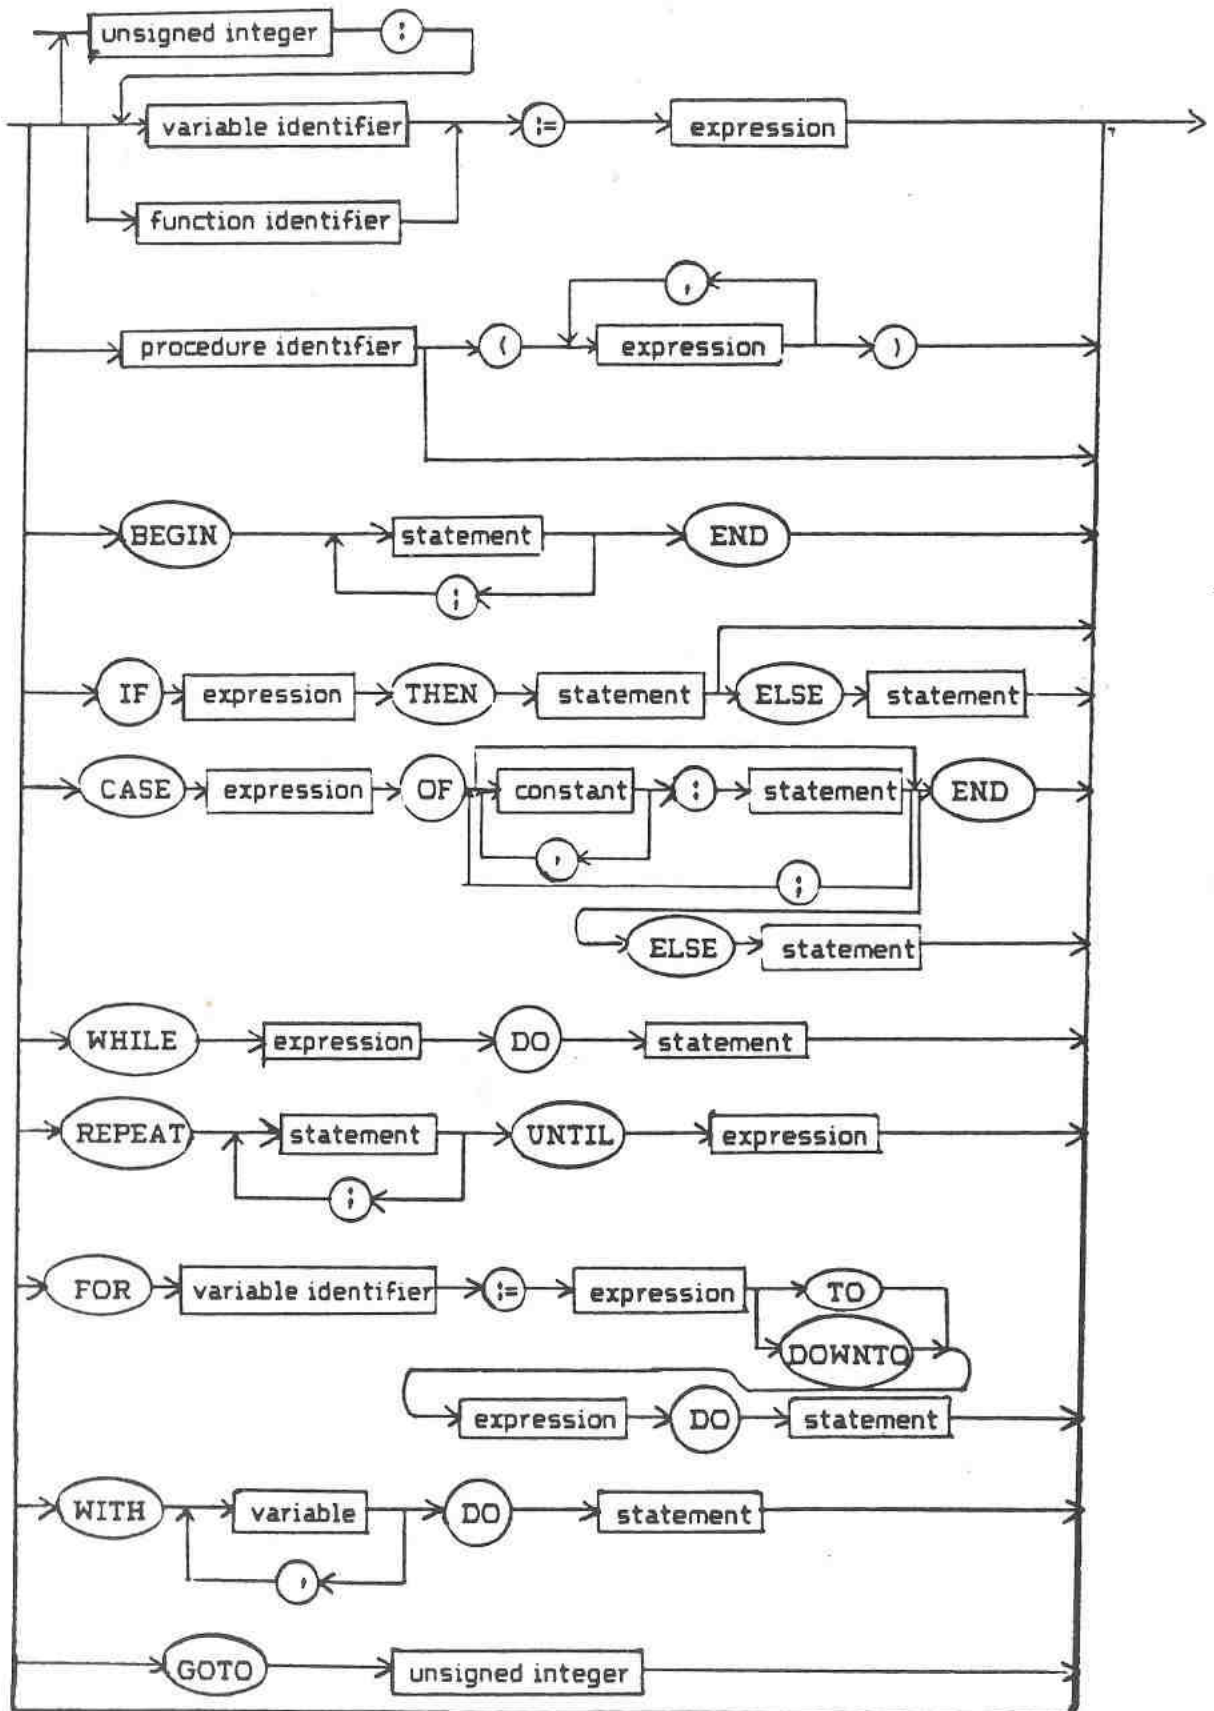 unsigned integer :
variable identifier := expression
function identifier
,
procedure identifier ( expression )
BEGIN statement END
;
IF expression THEN statement ELSE statement
CASE expression OF constant : statement END
,
;
ELSE statement
WHILE expression DO statement
REPEAT statement UNTIL expression
;
FOR variable identifier := expression TO
DOWNTO
expression DO statement
WITH variable DO statement
,
GOTO unsigned integer